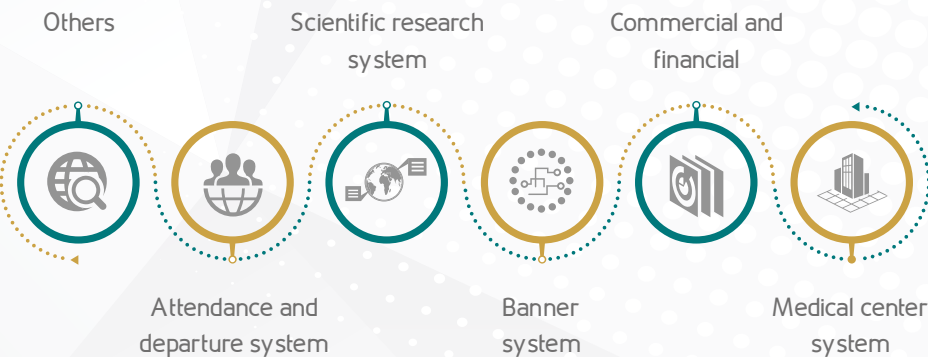 Others
Scientific research
system
Commercial and
financial
Attendance and
departure system
Banner
system
Medical center
system